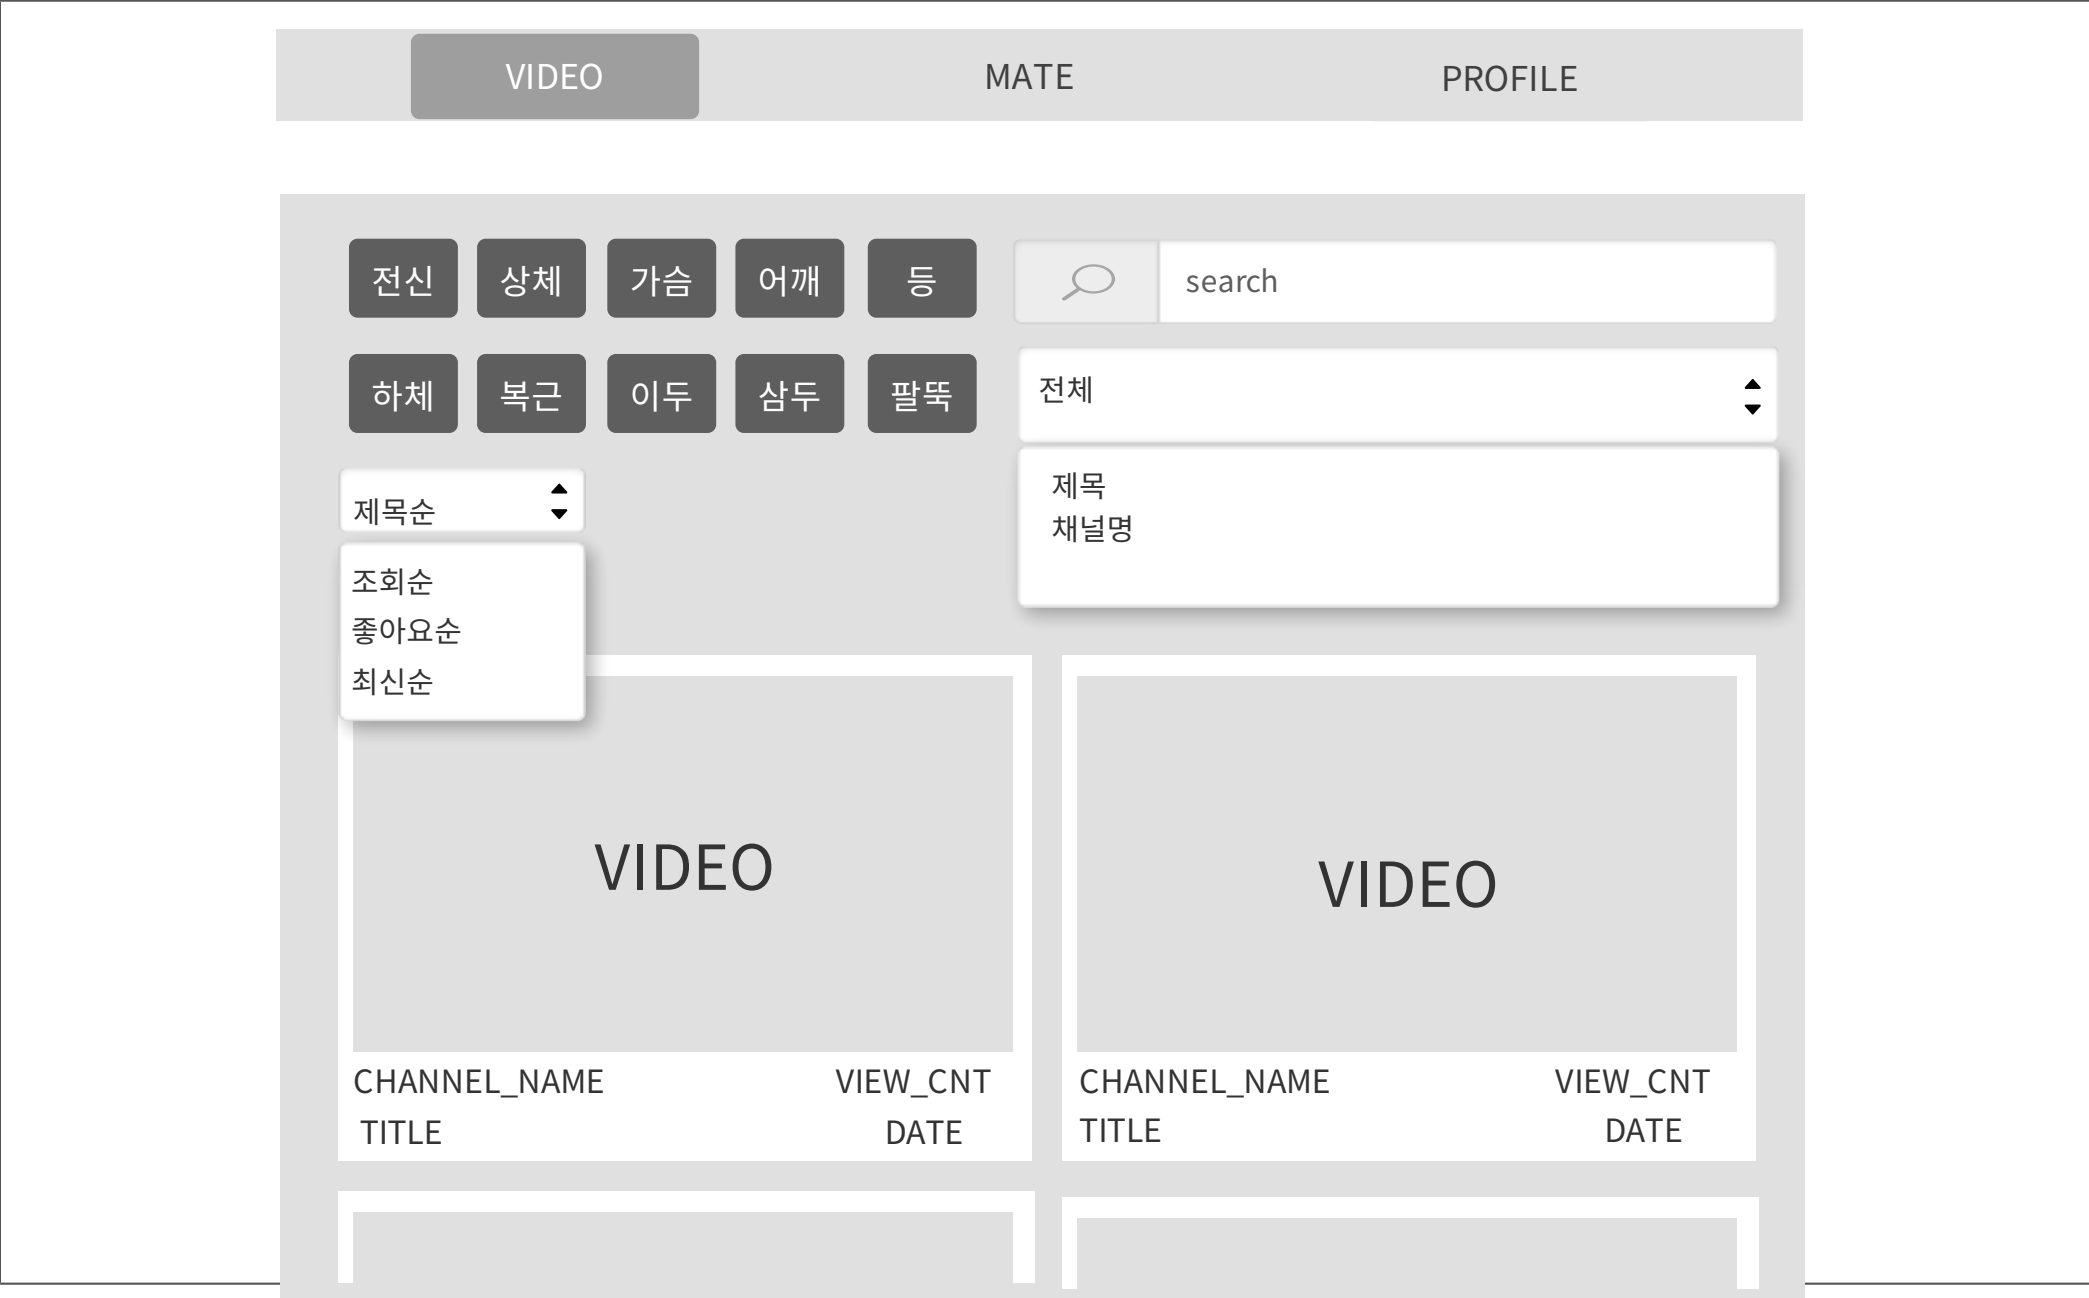 VIDEO MATE PROFILE
전신 상체 가슴 어깨 등
search
하체 복근 이두 삼두 팔뚝
전체
제목
채널명
제목순
조회순
좋아요순
최신순
VIDEO
CHANNEL_NAME VIEW_CNT
TITLE DATE
VIDEO
CHANNEL_NAME VIEW_CNT
TITLE DATE